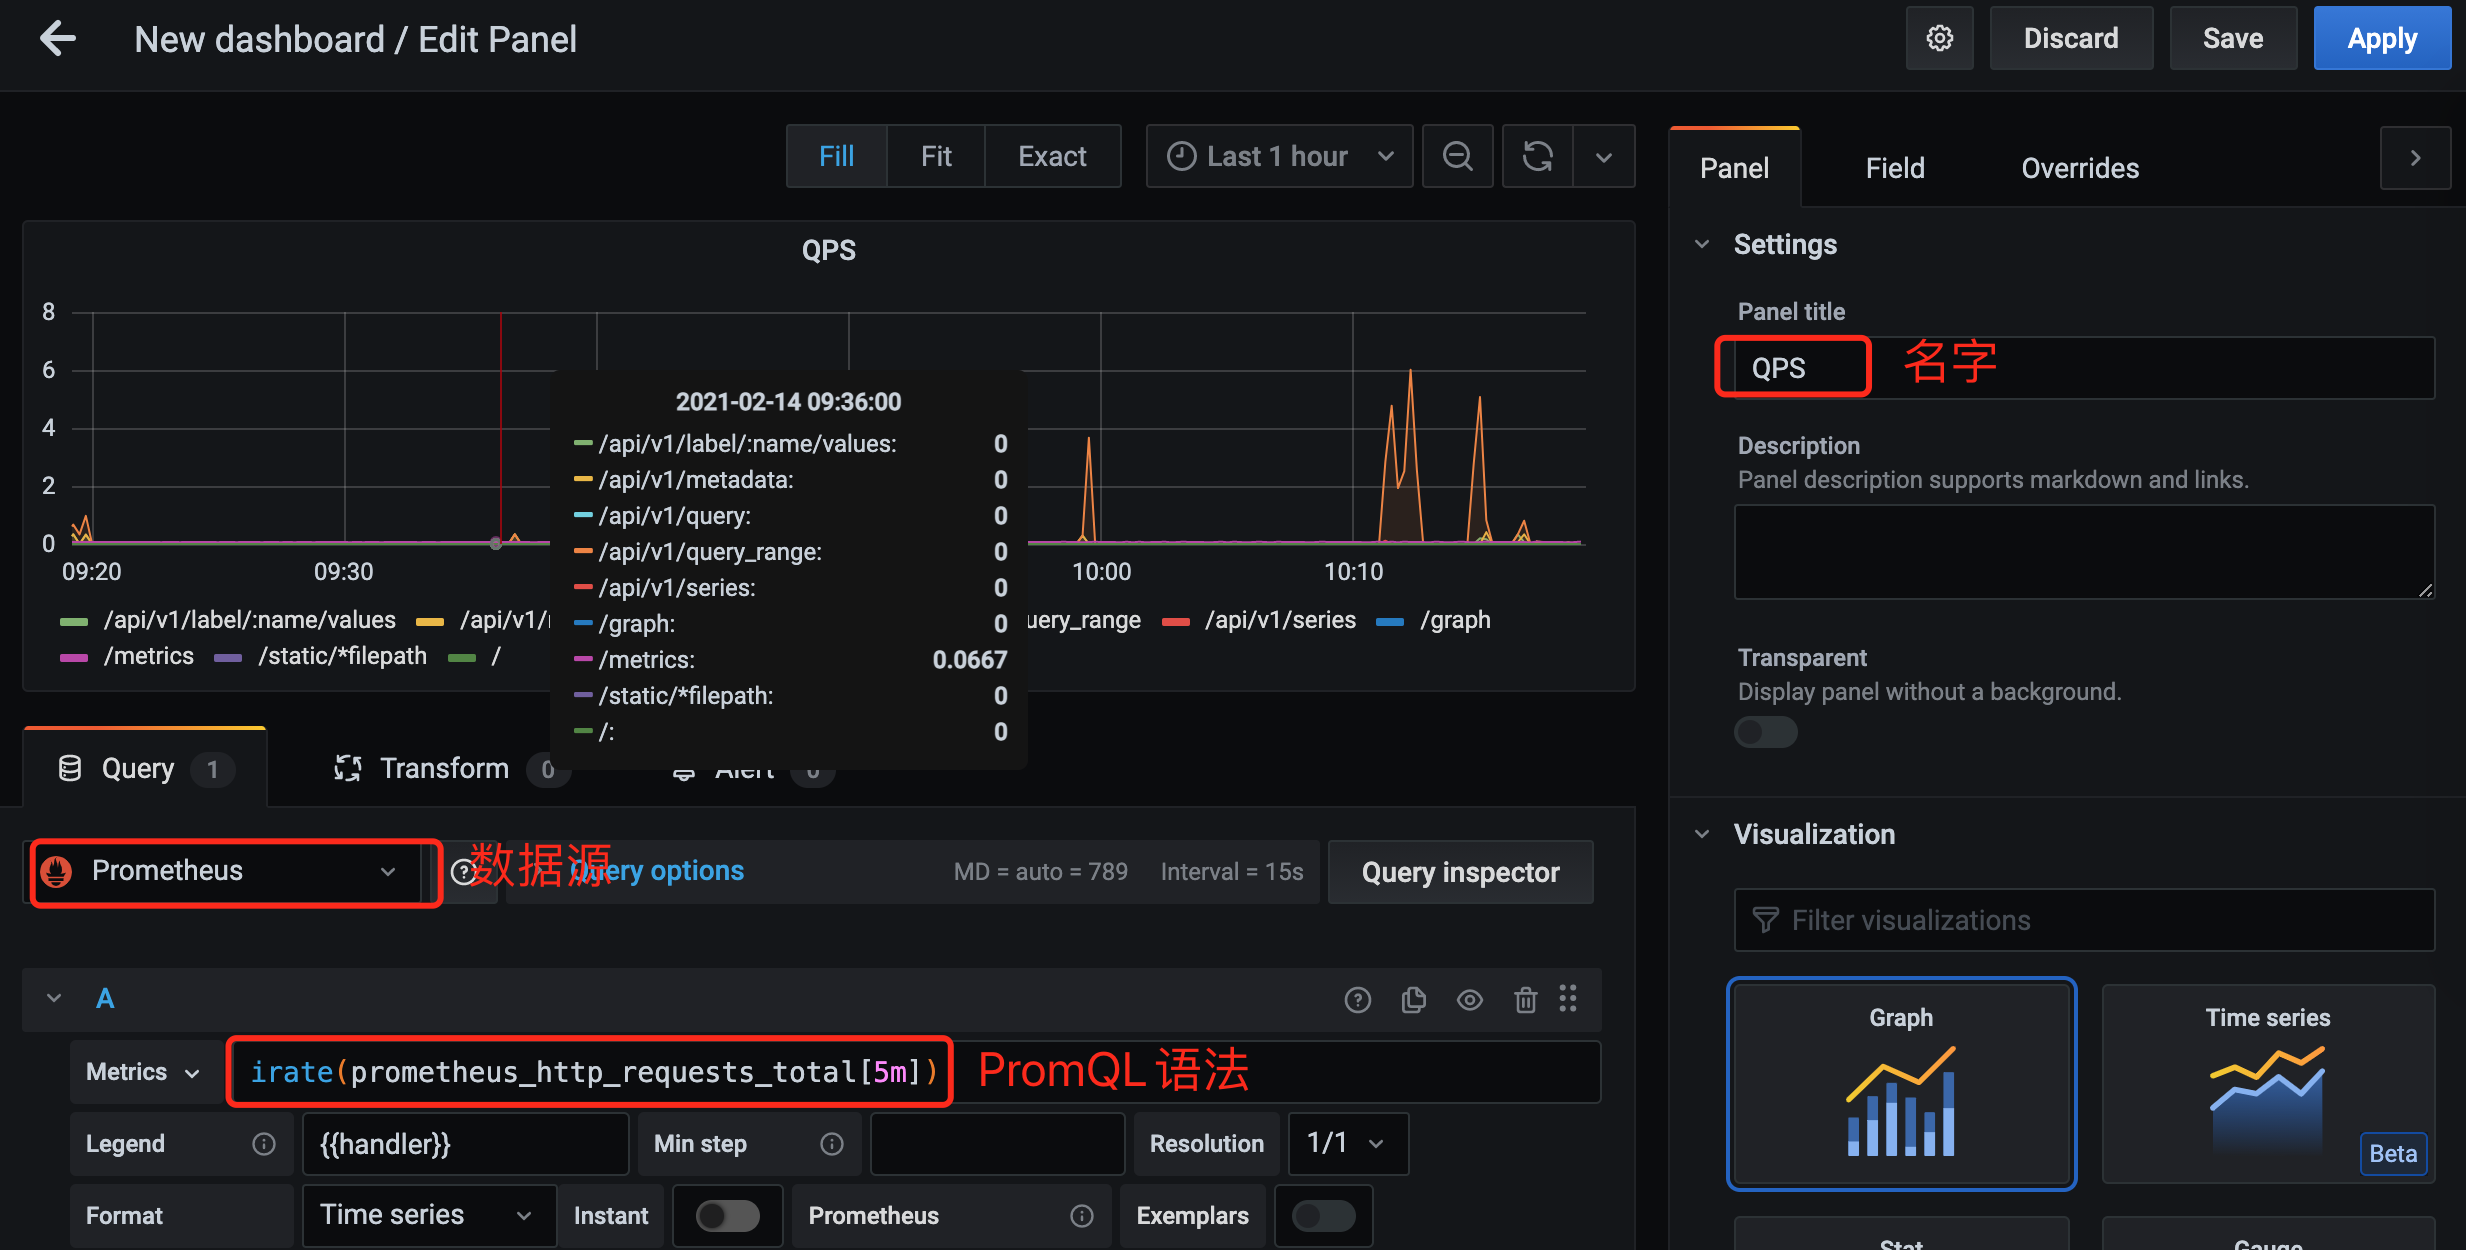 New dashboard / Edit Panel
Discard
Save
Apply
Fill
Fit
Exact
Last 1 hour
Panel
Field
Overrides
QPS
8
6
4
2
0
09:20
09:30
10:00
10:10
/api/v1/label/:name/values
/api/v1/
uery_range
/api/v1/series
/graph
/metrics
/static/*filepath
/
2021-02-14 09:36:00
/api/v1/label/:name/values: 0
/api/v1/metadata: 0
/api/v1/query: 0
/api/v1/query_range: 0
/api/v1/series: 0
/graph: 0
/metrics: 0.0667
/static/*filepath: 0
/: 0
Settings
Panel title
QPS 名字
Description
Panel description supports markdown and links.
Transparent
Display panel without a background.
Query 1
Transform 0
Alert 0
Prometheus
数据源
Query options
MD = auto = 789
Interval = 15s
Query inspector
A
Metrics
irate(prometheus_http_requests_total[5m])
PromQL 语法
Legend
{{handler}}
Min step
Resolution
1/1
Format
Time series
Instant
Prometheus
Exemplars
Visualization
Filter visualizations
Graph
Time series
Beta
Stat
Gauge